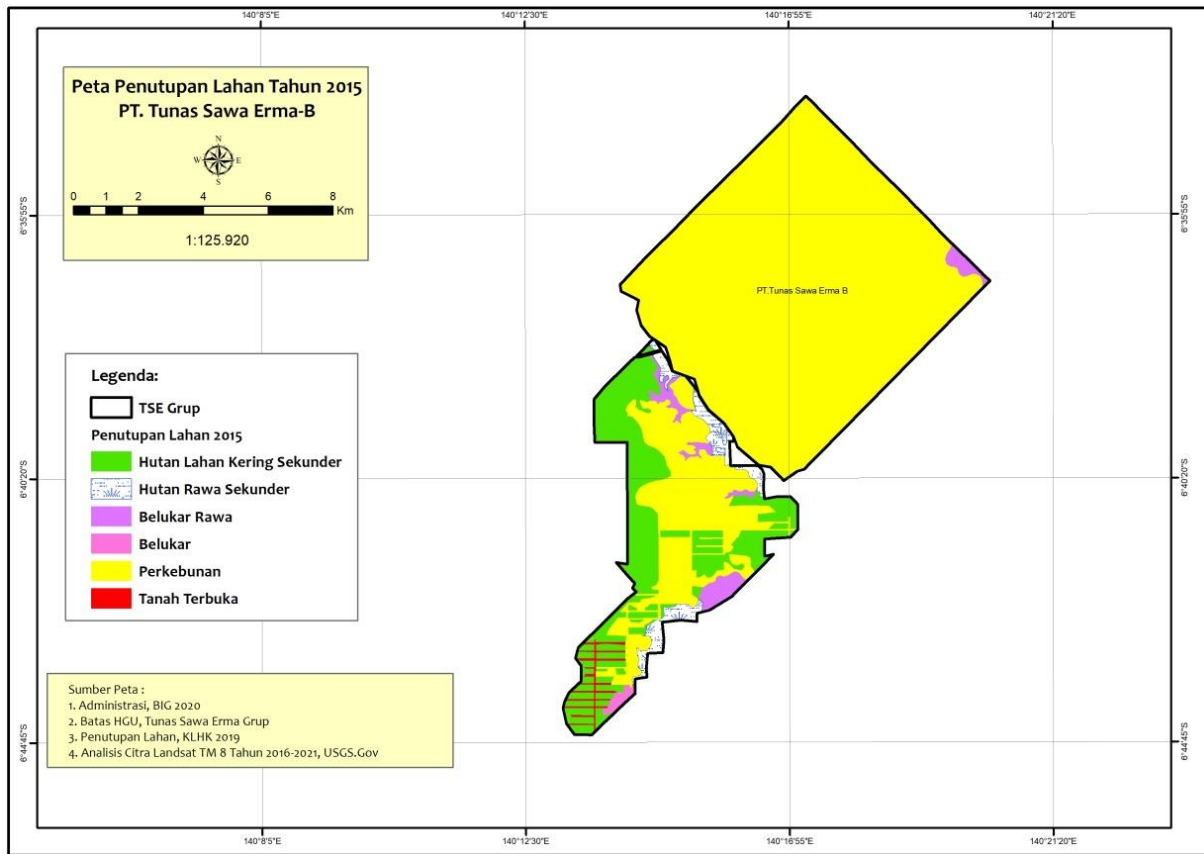 140°8'5"E 140°12'30"E 140°16'55"E 140°21'20"E
Peta Penutupan Lahan Tahun 2015
PT. Tunas Sawa Erma-B
N
W E
S
0 1 2 4 6 8
Km
1:125.920
6°35'55"S 6°35'55"S
PT.Tunas Sawa Erma B
Legenda:
TSE Grup
Penutupan Lahan 2015
Hutan Lahan Kering Sekunder
Hutan Rawa Sekunder
Belukar Rawa
Belukar
Perkebunan
Tanah Terbuka
6°40'20"S 6°40'20"S
Sumber Peta :
1. Administrasi, BIG 2020
2. Batas HGU, Tunas Sawa Erma Grup
3. Penutupan Lahan, KLHK 2019
4. Analisis Citra Landsat TM 8 Tahun 2016-2021, USGS.Gov
6°44'45"S 6°44'45"S
140°8'5"E 140°12'30"E 140°16'55"E 140°21'20"E